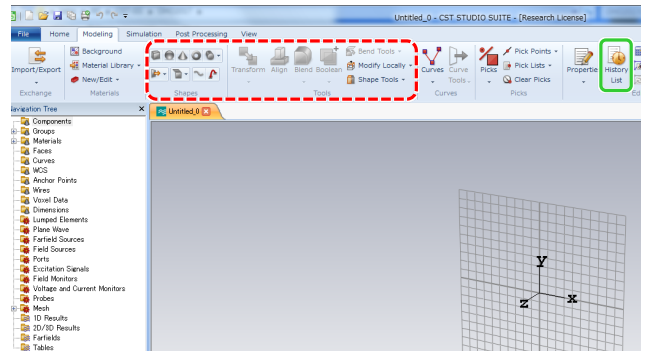 Untitled_0 - CST STUDIO SUITE - [Research License]
File Home Modeling Simulation Post Processing View
Import/Export
Background
Material Library
New/Edit
Transform Align Blend Boolean
Bend Tools
Modify Locally
Shape Tools
Curves Curve Tools
Picks
Pick Points
Pick Lists
Clear Picks
Properties
History List
Exchange Materials Shapes Tools Curves Picks
Navigation Tree
Untitled_0
Components
Groups
Materials
Faces
Curves
WCS
Anchor Points
Wires
Voxel Data
Dimensions
Lumped Elements
Plane Wave
Farfield Sources
Field Sources
Ports
Excitation Signals
Field Monitors
Voltage and Current Monitors
Probes
Mesh
1D Results
2D/3D Results
Farfields
Tables
y
z x